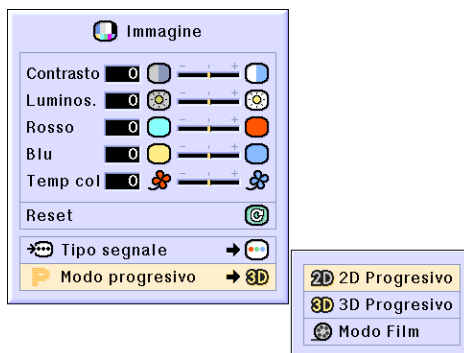 Immagine
Contrasto 0 - +
Luminos. 0 - +
Rosso 0 - +
Blu 0 - +
Temp col 0 - +
Reset
Tipo segnale
P Modo progresivo 3D
2D 2D Progresivo
3D 3D Progresivo
Modo Film